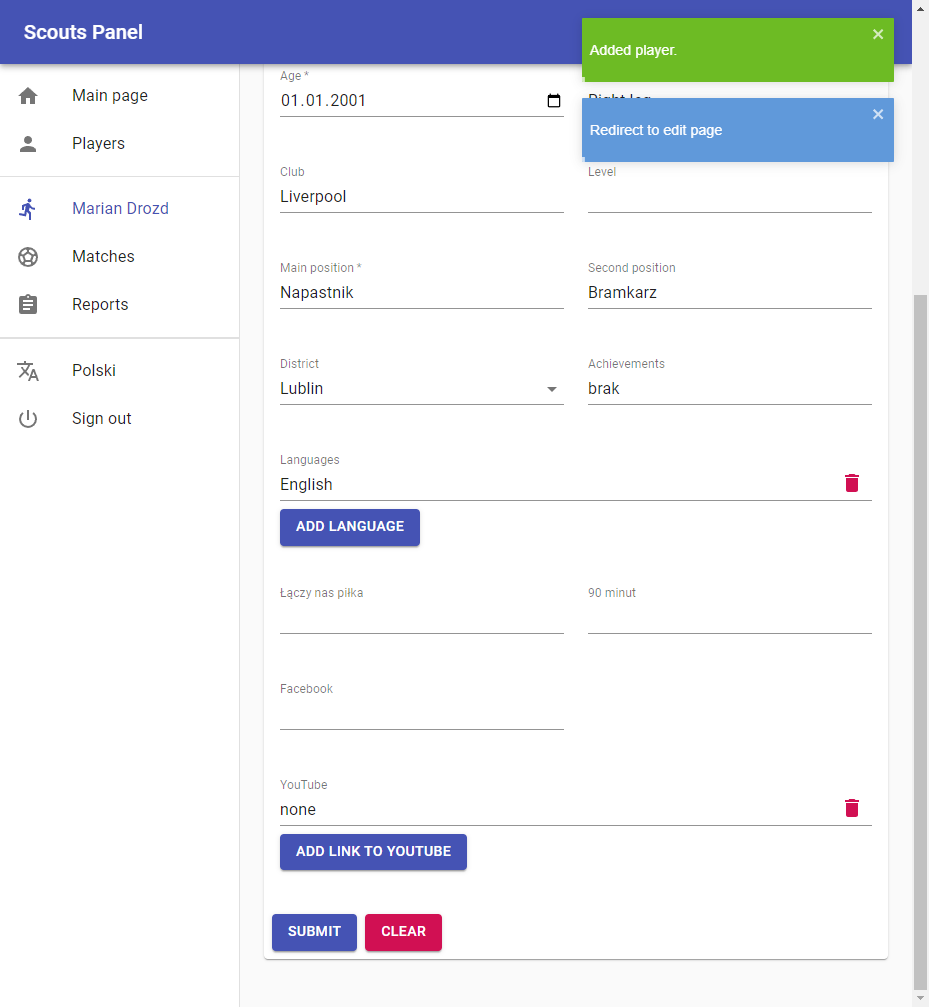 Scouts Panel
Added player.
Redirect to edit page
Main page
Players
Marian Drozd
Matches
Reports
Polski
Sign out
Age *
01.01.2001
Club
Liverpool
Level
Main position *
Napastnik
Second position
Bramkarz
District
Lublin
Achievements
brak
Languages
English
ADD LANGUAGE
Łączy nas piłka
90 minut
Facebook
YouTube
none
ADD LINK TO YOUTUBE
SUBMIT
CLEAR